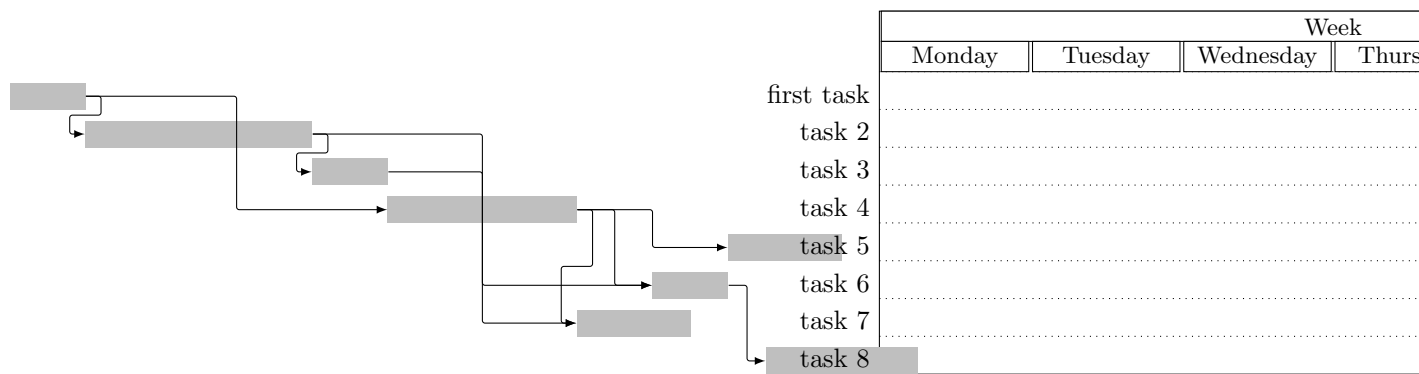 Week
Monday Tuesday Wednesday Thurs
first task
task 2
task 3
task 4
task 5
task 6
task 7
task 8